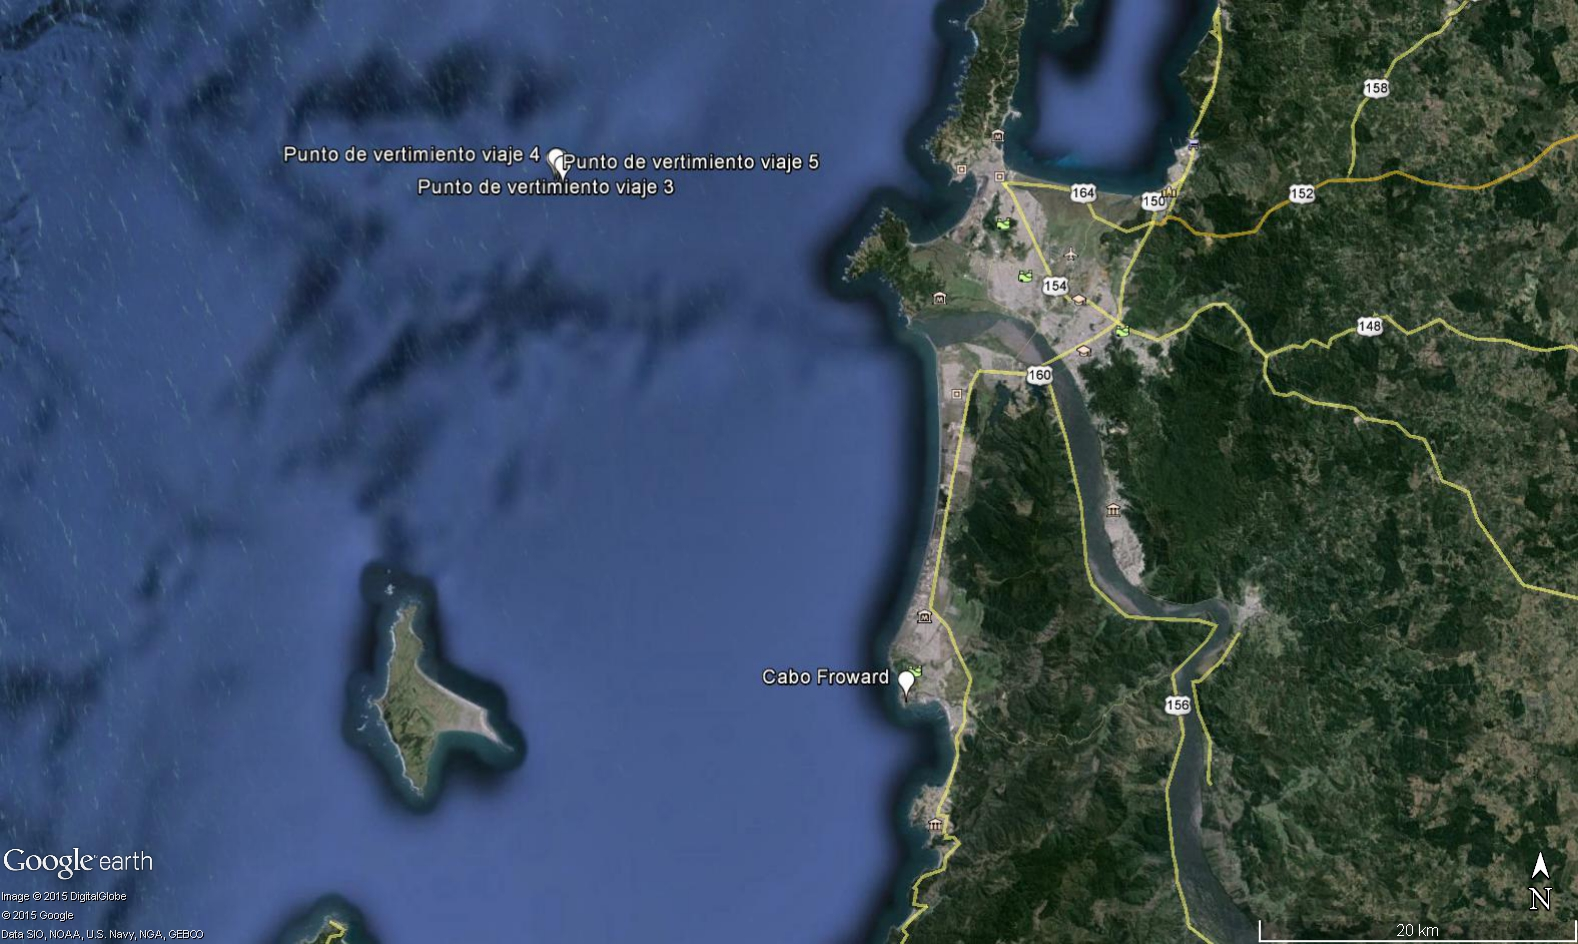 158
Punto de vertimiento viaje 4
Punto de vertimiento viaje 5
Punto de vertimiento viaje 3
164
150
152
154
148
160
Cabo Froward
156
Google earth
Image © 2015 DigitalGlobe
© 2015 Google
Data SIO, NOAA, U.S. Navy, NGA, GEBCO
N
20 km